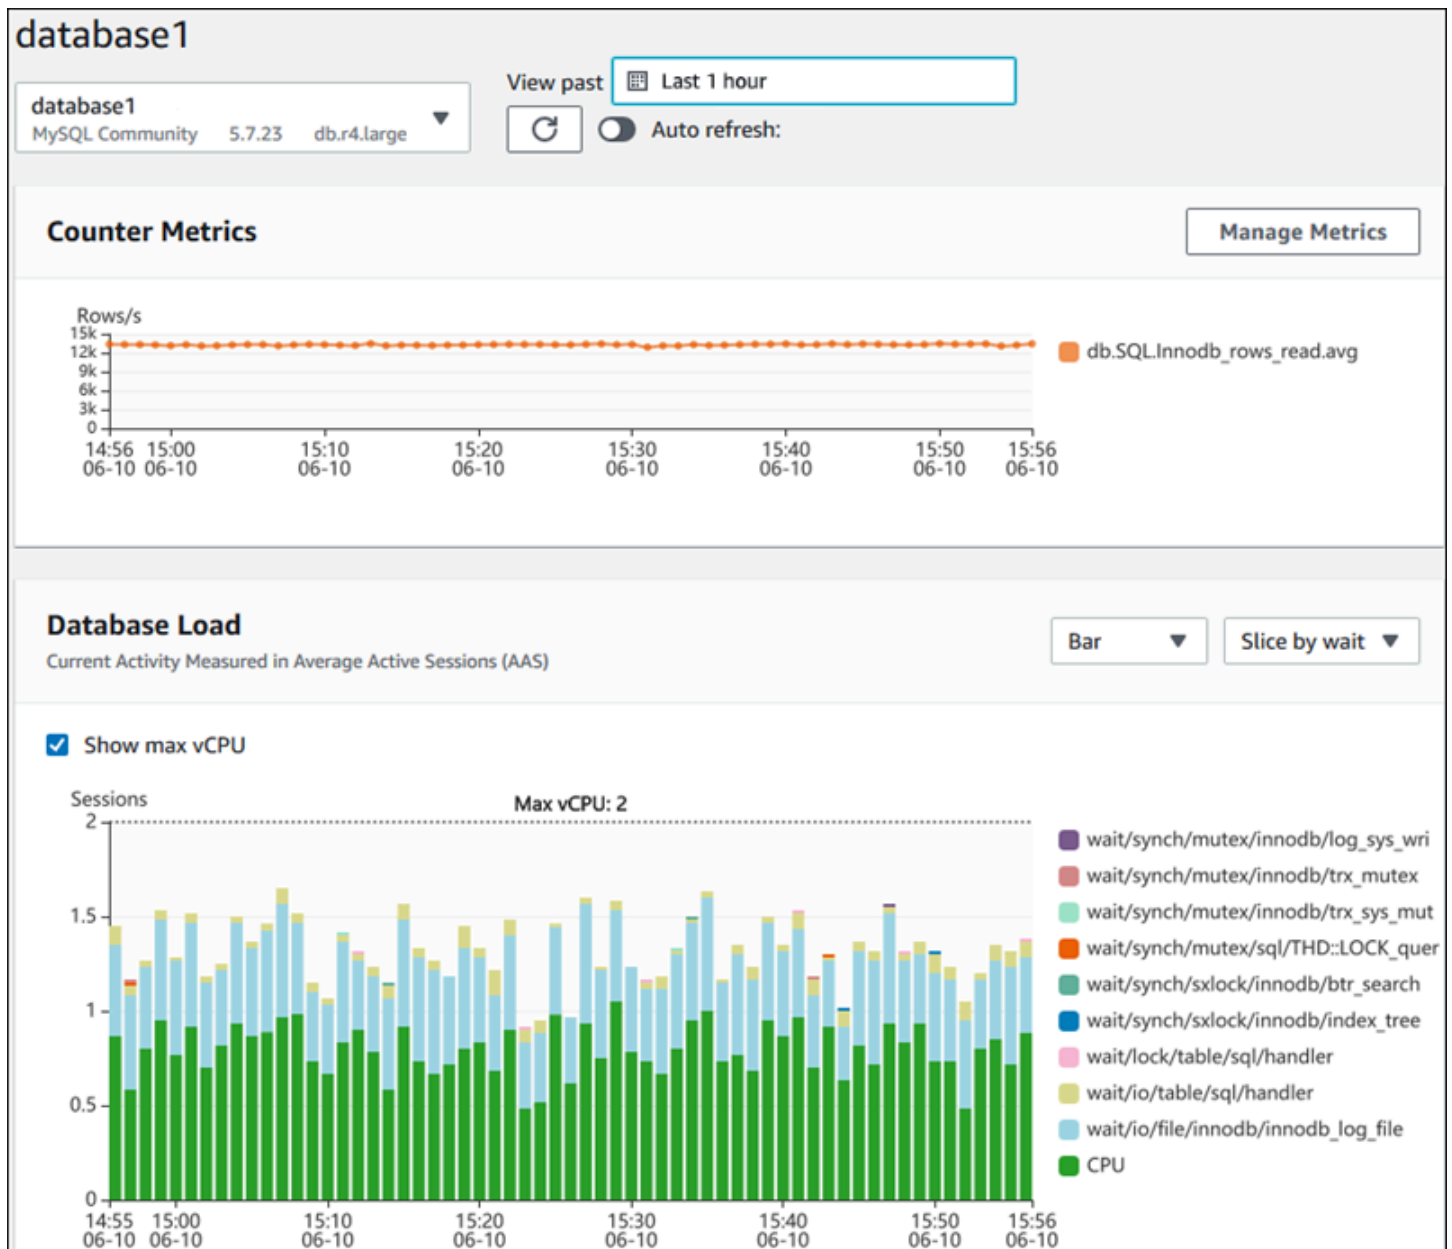 database1
database1
MySQL Community 5.7.23 db.r4.large
View past Last 1 hour
Auto refresh:
Counter Metrics
Manage Metrics
Rows/s
15k
12k
9k
6k
3k
0
14:56 15:00 15:10 15:20 15:30 15:40 15:50 15:56
06-10 06-10 06-10 06-10 06-10 06-10 06-10 06-10
db.SQL.Innodb_rows_read.avg
Database Load
Current Activity Measured in Average Active Sessions (AAS)
Bar
Slice by wait
Show max vCPU
Sessions
Max vCPU: 2
2
1.5
1
0.5
0
14:55 15:00 15:10 15:20 15:30 15:40 15:50 15:56
06-10 06-10 06-10 06-10 06-10 06-10 06-10 06-10
wait/synch/mutex/innodb/log_sys_wri
wait/synch/mutex/innodb/trx_mutex
wait/synch/mutex/innodb/trx_sys_mut
wait/synch/mutex/sql/THD::LOCK_quer
wait/synch/sxlock/innodb/btr_search
wait/synch/sxlock/innodb/index_tree
wait/lock/table/sql/handler
wait/io/table/sql/handler
wait/io/file/innodb/innodb_log_file
CPU